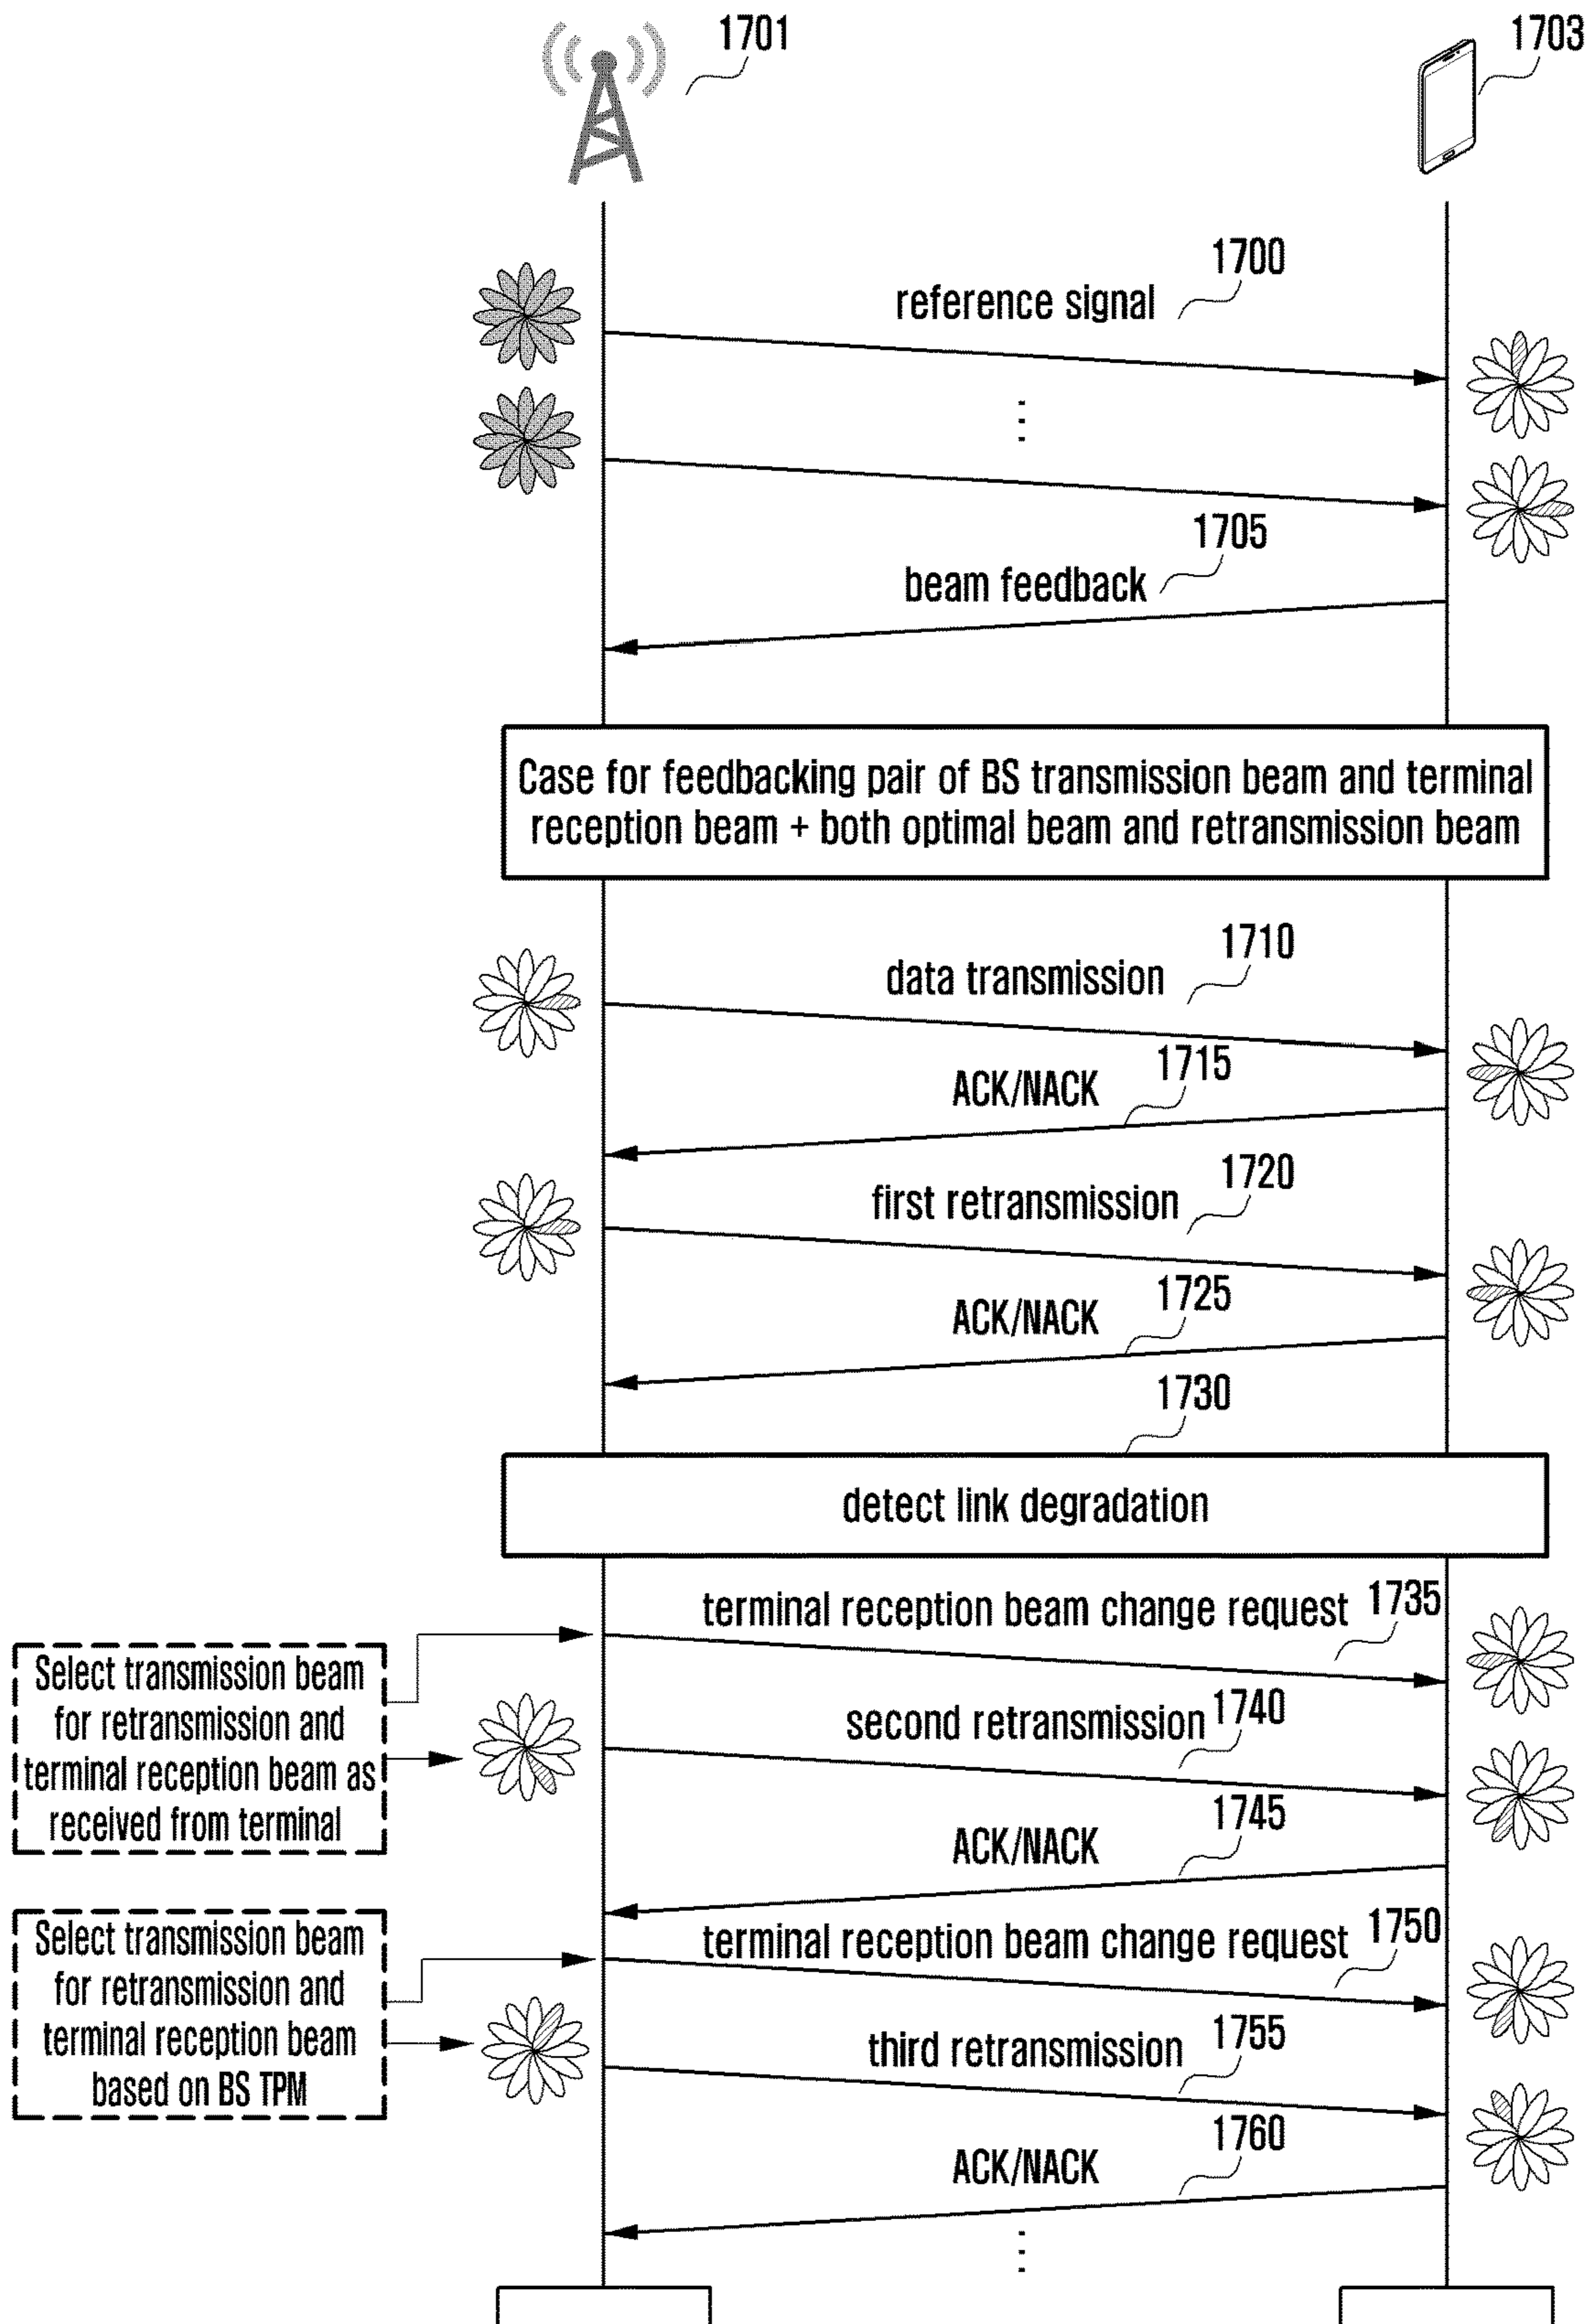 1701
1703
1700
reference signal
1705
beam feedback
Case for feedbacking pair of BS transmission beam and terminal
reception beam + both optimal beam and retransmission beam
1710
data transmission
1715
ACK/NACK
1720
first retransmission
1725
ACK/NACK
1730
detect link degradation
terminal reception beam change request 1735
Select transmission beam
for retransmission and
terminal reception beam as
received from terminal
second retransmission 1740
1745
ACK/NACK
terminal reception beam change request 1750
Select transmission beam
for retransmission and
terminal reception beam
based on BS TPM
third retransmission 1755
1760
ACK/NACK